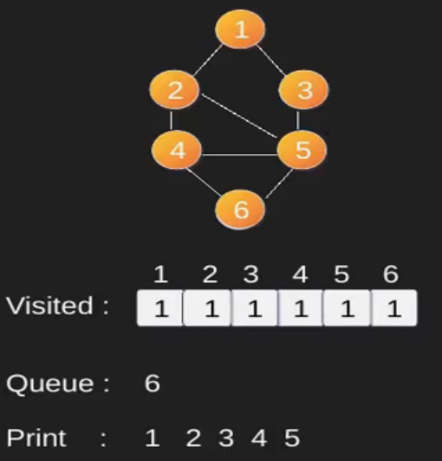 1
2 3
4 5
6
1 2 3 4 5 6
Visited : 1 1 1 1 1 1
Queue : 6
Print : 1 2 3 4 5